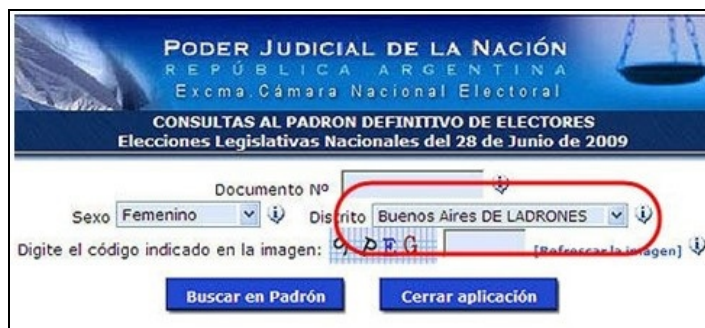 PODER JUDICIAL DE LA NACIÓN
REPÚBLICA ARGENTINA
Excma.Cámara Nacional Electoral
CONSULTAS AL PADRON DEFINITIVO DE ELECTORES
Elecciones Legislativas Nacionales del 28 de Junio de 2009
Documento Nº
Sexo Femenino Distrito Buenos Aires DE LADRONES
Digite el código indicado en la imagen: [Refrescar la imagen]
Buscar en Padrón Cerrar aplicación